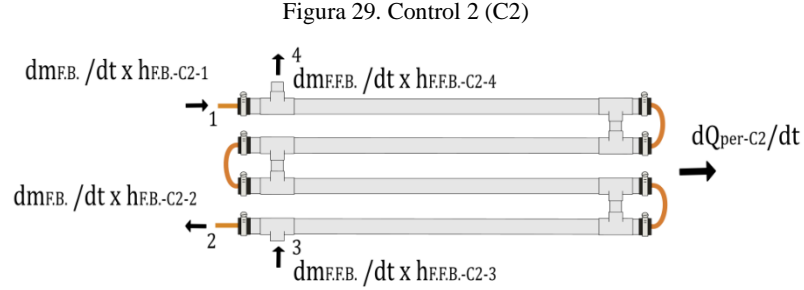 Figura 29. Control 2 (C2)
4
dmF.B. /dt x hF.B.-C2-1
dmF.F.B. /dt x hF.F.B.-C2-4
1
dQper-C2/dt
dmF.B. /dt x hF.B.-C2-2
2
3
dmF.F.B. /dt x hF.F.B.-C2-3